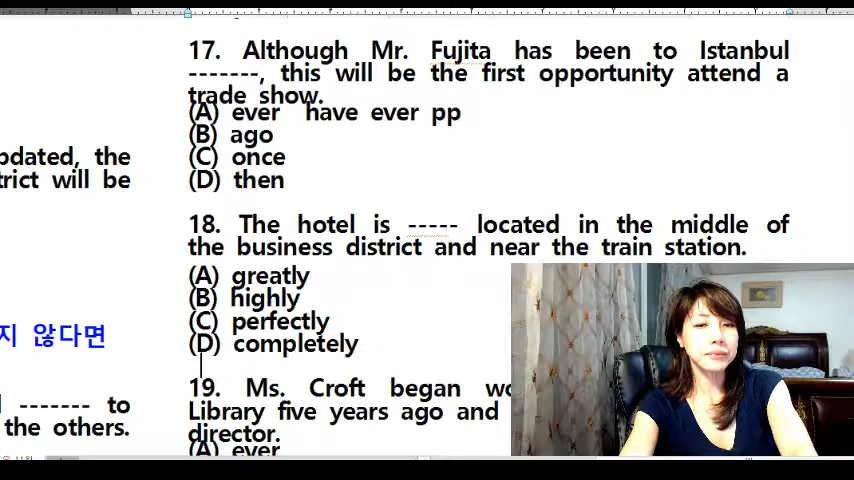 pdated, the
trict will be
지 않다면
------- to
the others.
17. Although Mr. Fujita has been to Istanbul
-------, this will be the first opportunity attend a
trade show.
(A) ever have ever pp
(B) ago
(C) once
(D) then
18. The hotel is ----- located in the middle of
the business district and near the train station.
(A) greatly
(B) highly
(C) perfectly
(D) completely
19. Ms. Croft began wo
Library five years ago and
director.
(A) ever